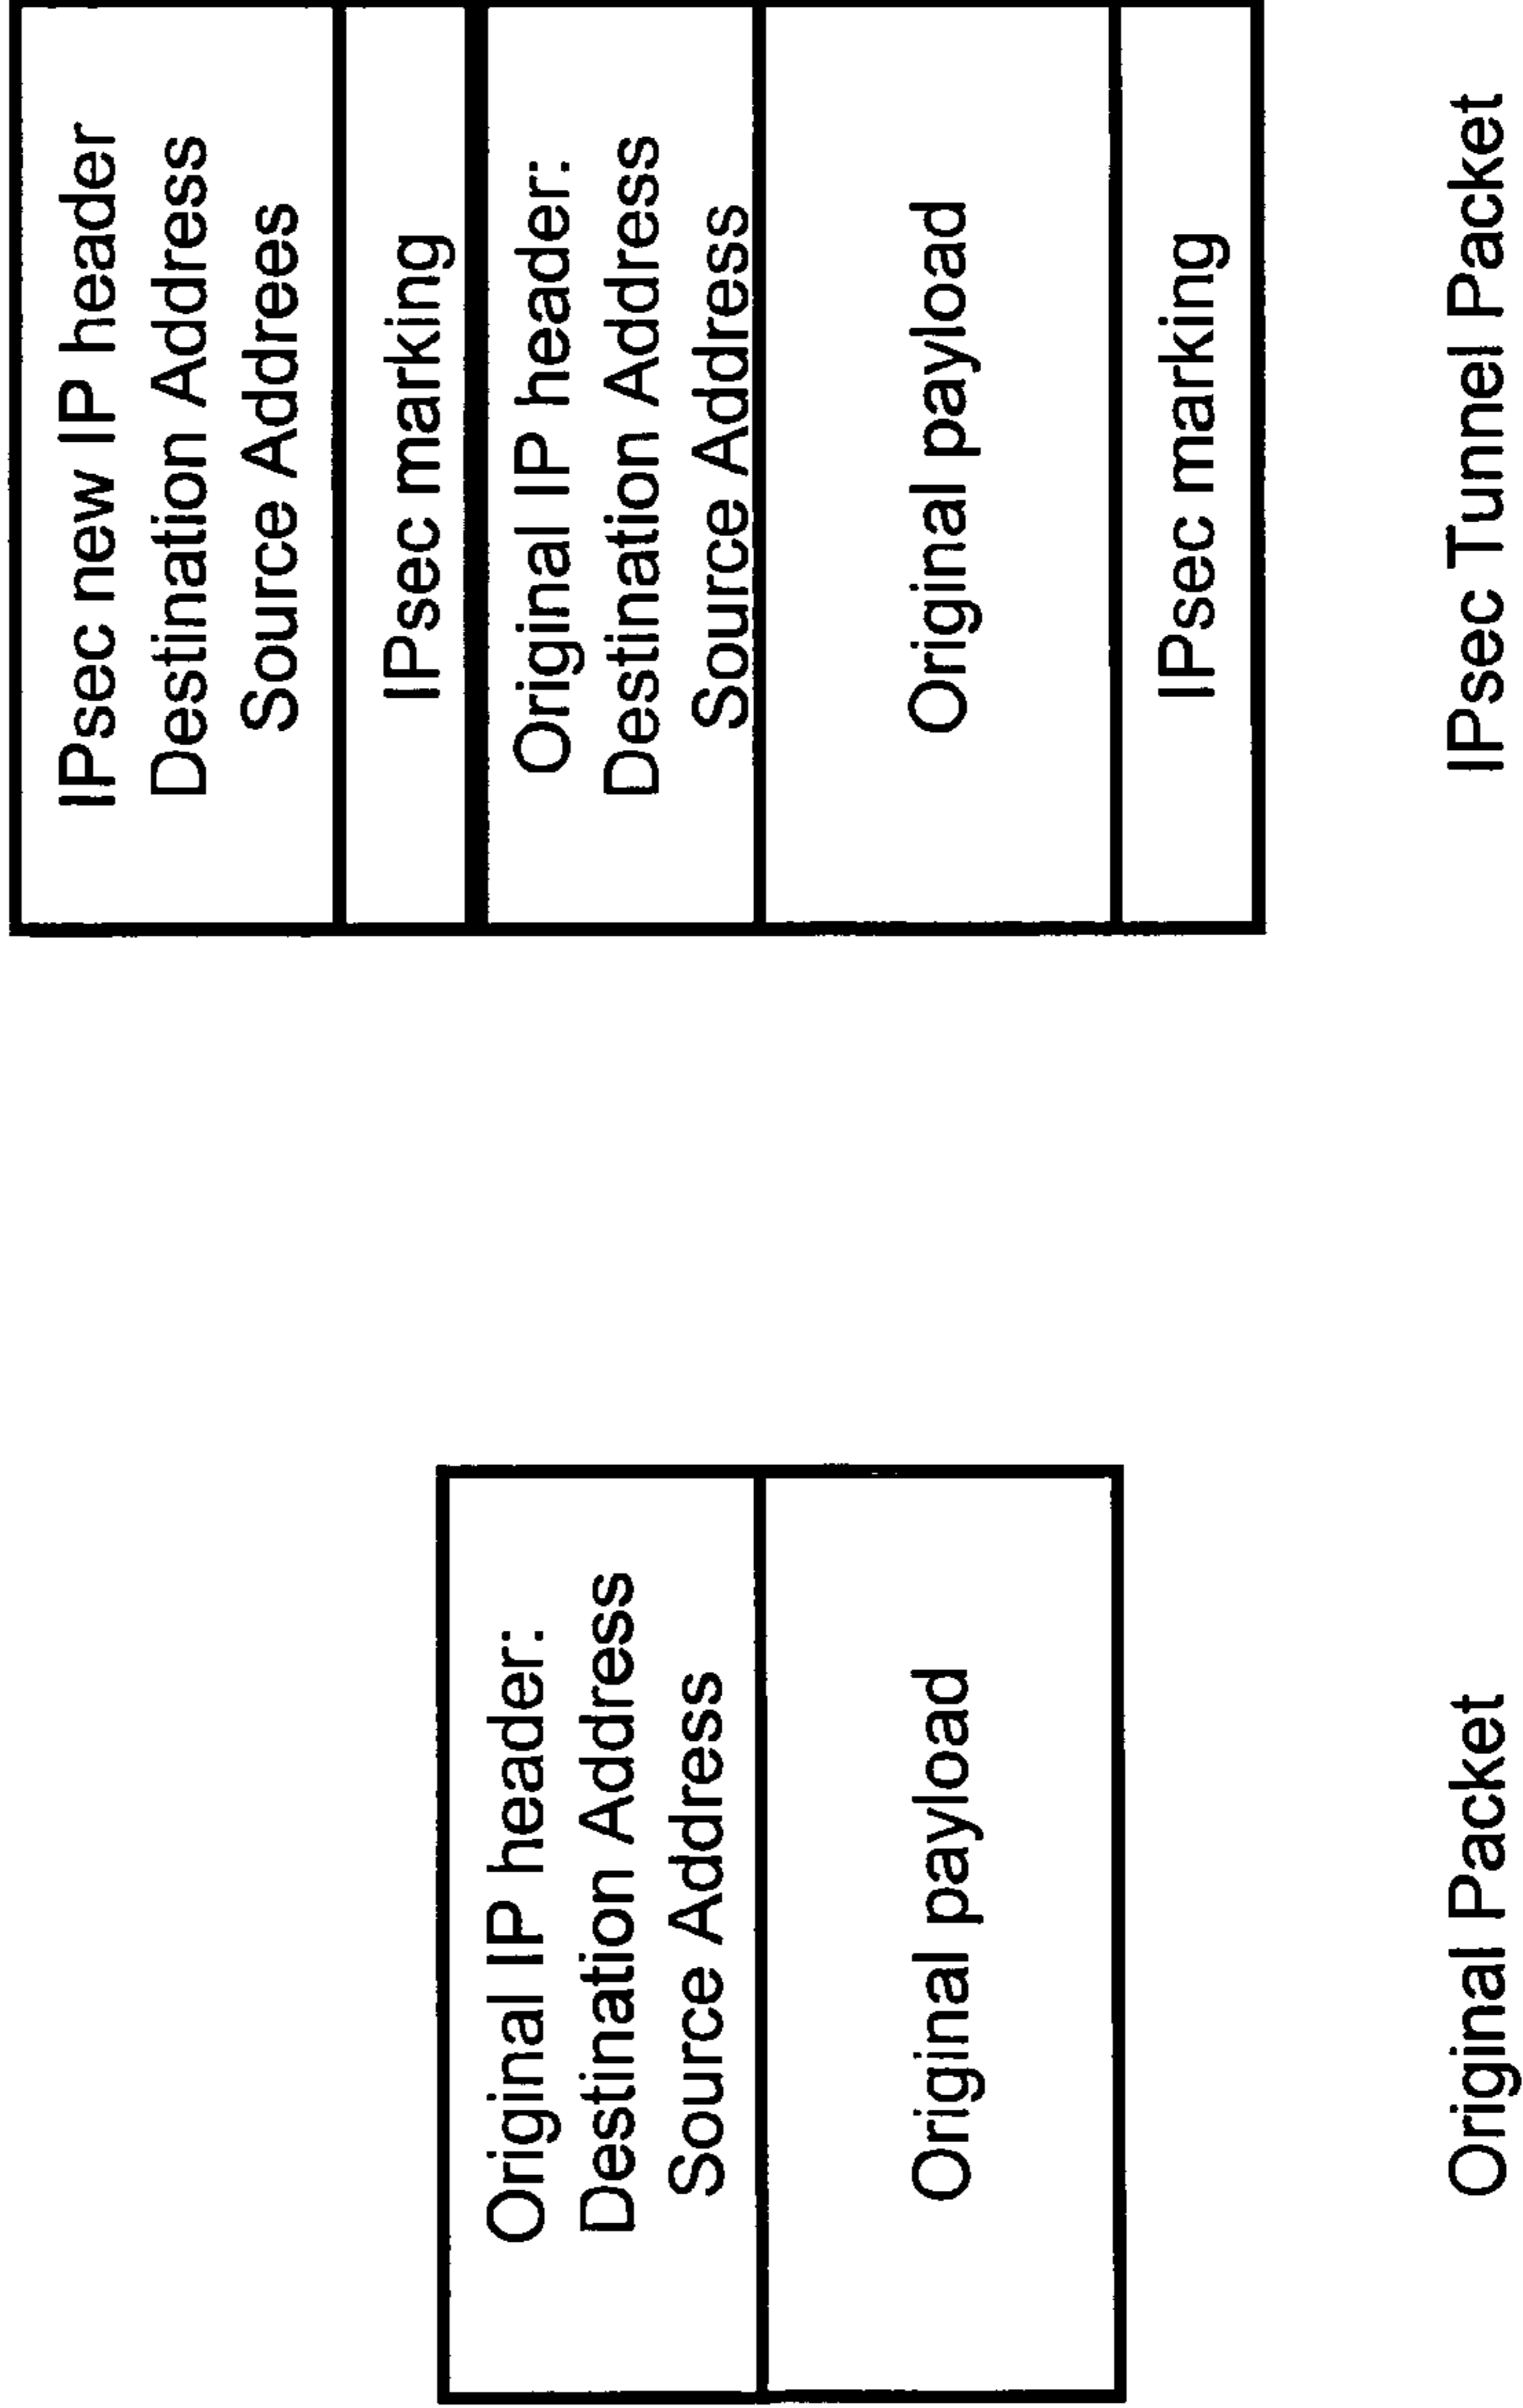 Original IP header:
Destination Address
Source Address
Original payload
Original Packet
IPsec new IP header
Destination Address
Source Addrees
IPsec marking
Original IP header:
Destination Address
Source Address
Original payload
IPsec marking
IPsec Tunnel Packet